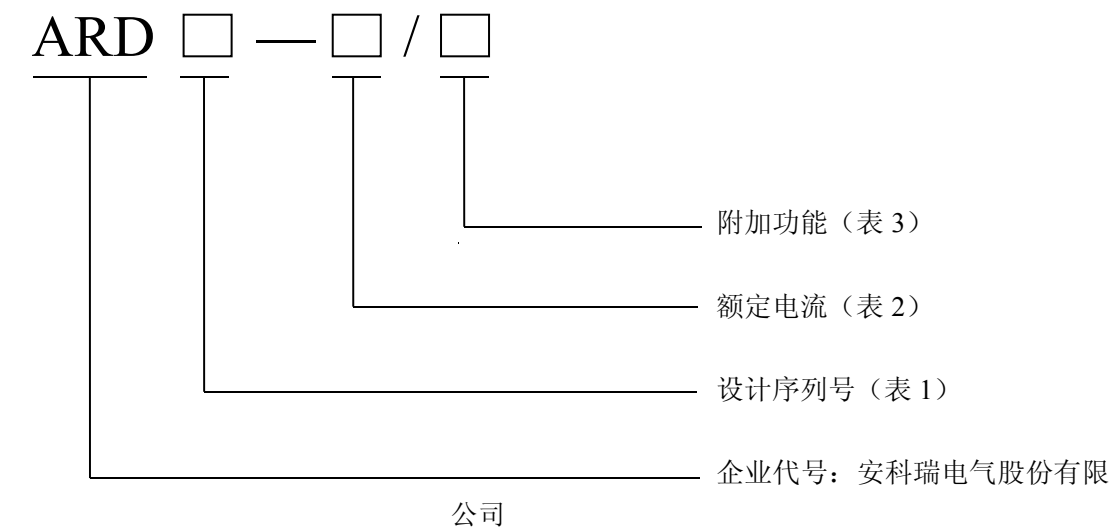 ARD □ — □ / □
附加功能（表 3）
额定电流（表 2）
设计序列号（表 1）
企业代号：安科瑞电气股份有限
公司